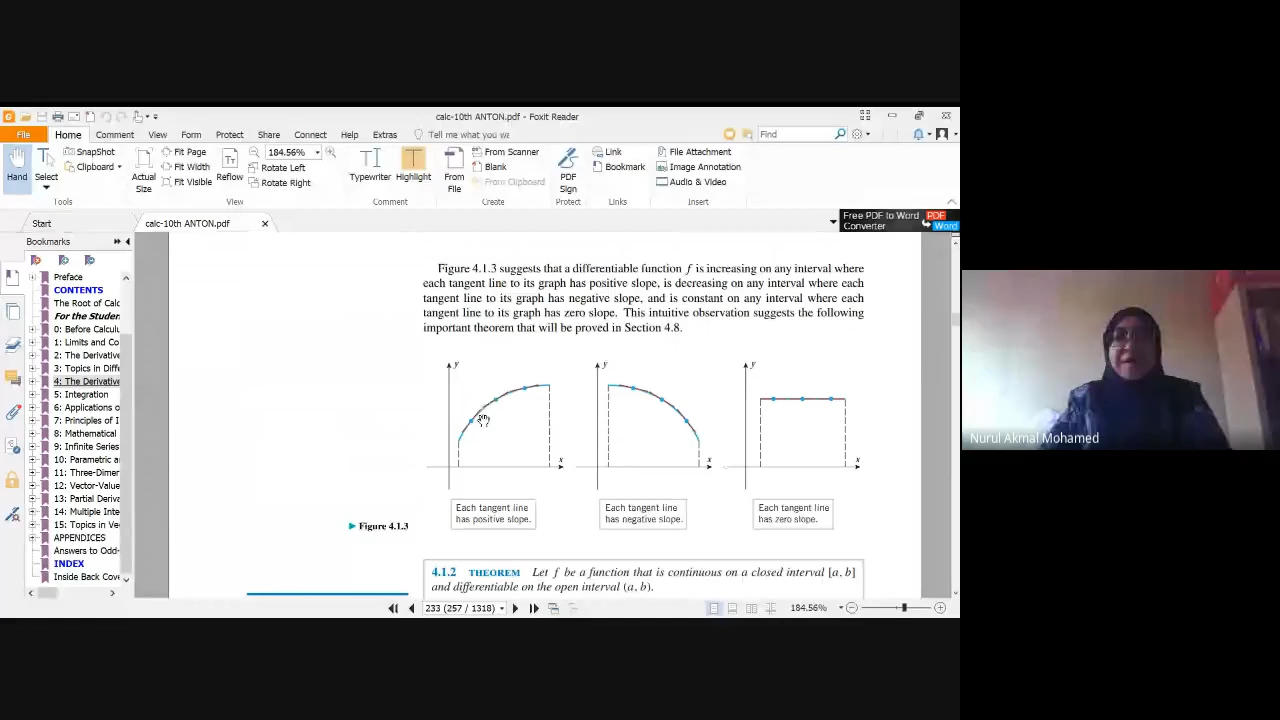 calc-10th ANTON.pdf - Foxit Reader
File Home Comment View Form Protect Share Connect Help Extras Tell me what you wa Find
Hand
Select
SnapShot
Clipboard
Actual Size
Fit Page
Fit Width
Fit Visible
Reflow
184.56%
Rotate Left
Rotate Right
Typewriter
Highlight
From File
From Scanner
Blank
From Clipboard
PDF Sign
Link
Bookmark
File Attachment
Image Annotation
Audio & Video
Tools View Comment Create Protect Links Insert
Start
calc-10th ANTON.pdf
Free PDF to Word Converter
PDF
Word
Bookmarks
Preface
CONTENTS
The Root of Calc
For the Studen
0: Before Calcul
1: Limits and Co
2: The Derivative
3: Topics in Diffe
4: The Derivative
5: Integration
6: Applications o
7: Principles of I
8: Mathematical
9: Infinite Series
10: Parametric a
11: Three-Dimen
12: Vector-Value
13: Partial Deriva
14: Multiple Inte
15: Topics in Vec
APPENDICES
Answers to Odd-
INDEX
Inside Back Cove
Figure 4.1.3 suggests that a differentiable function f is increasing on any interval where
each tangent line to its graph has positive slope, is decreasing on any interval where each
tangent line to its graph has negative slope, and is constant on any interval where each
tangent line to its graph has zero slope. This intuitive observation suggests the following
important theorem that will be proved in Section 4.8.
y
x
Each tangent line
has positive slope.
y
x
Each tangent line
has negative slope.
y
x
Each tangent line
has zero slope.
Figure 4.1.3
4.1.2 THEOREM Let f be a function that is continuous on a closed interval [a, b]
and differentiable on the open interval (a, b).
233 (257 / 1318)
184.56%
Nurul Akmal Mohamed